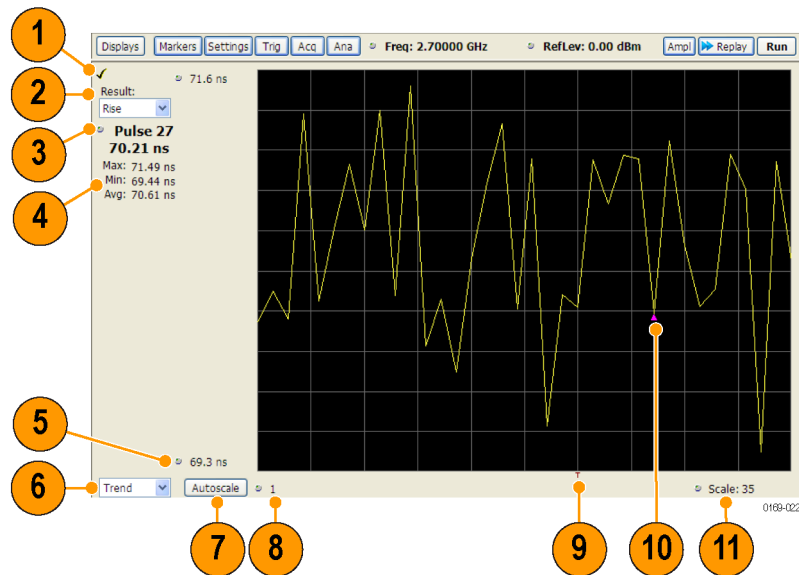 1
Displays Markers Settings Trig Acq Ana Freq: 2.70000 GHz RefLev: 0.00 dBm Ampl Replay Run
71.6 ns
2
Result:
Rise
3
Pulse 27
70.21 ns
Max: 71.49 ns
Min: 69.44 ns
Avg: 70.61 ns
4
5
69.3 ns
6
Trend Autoscale 1 T Scale: 35
0169-022
7 8 9 10 11